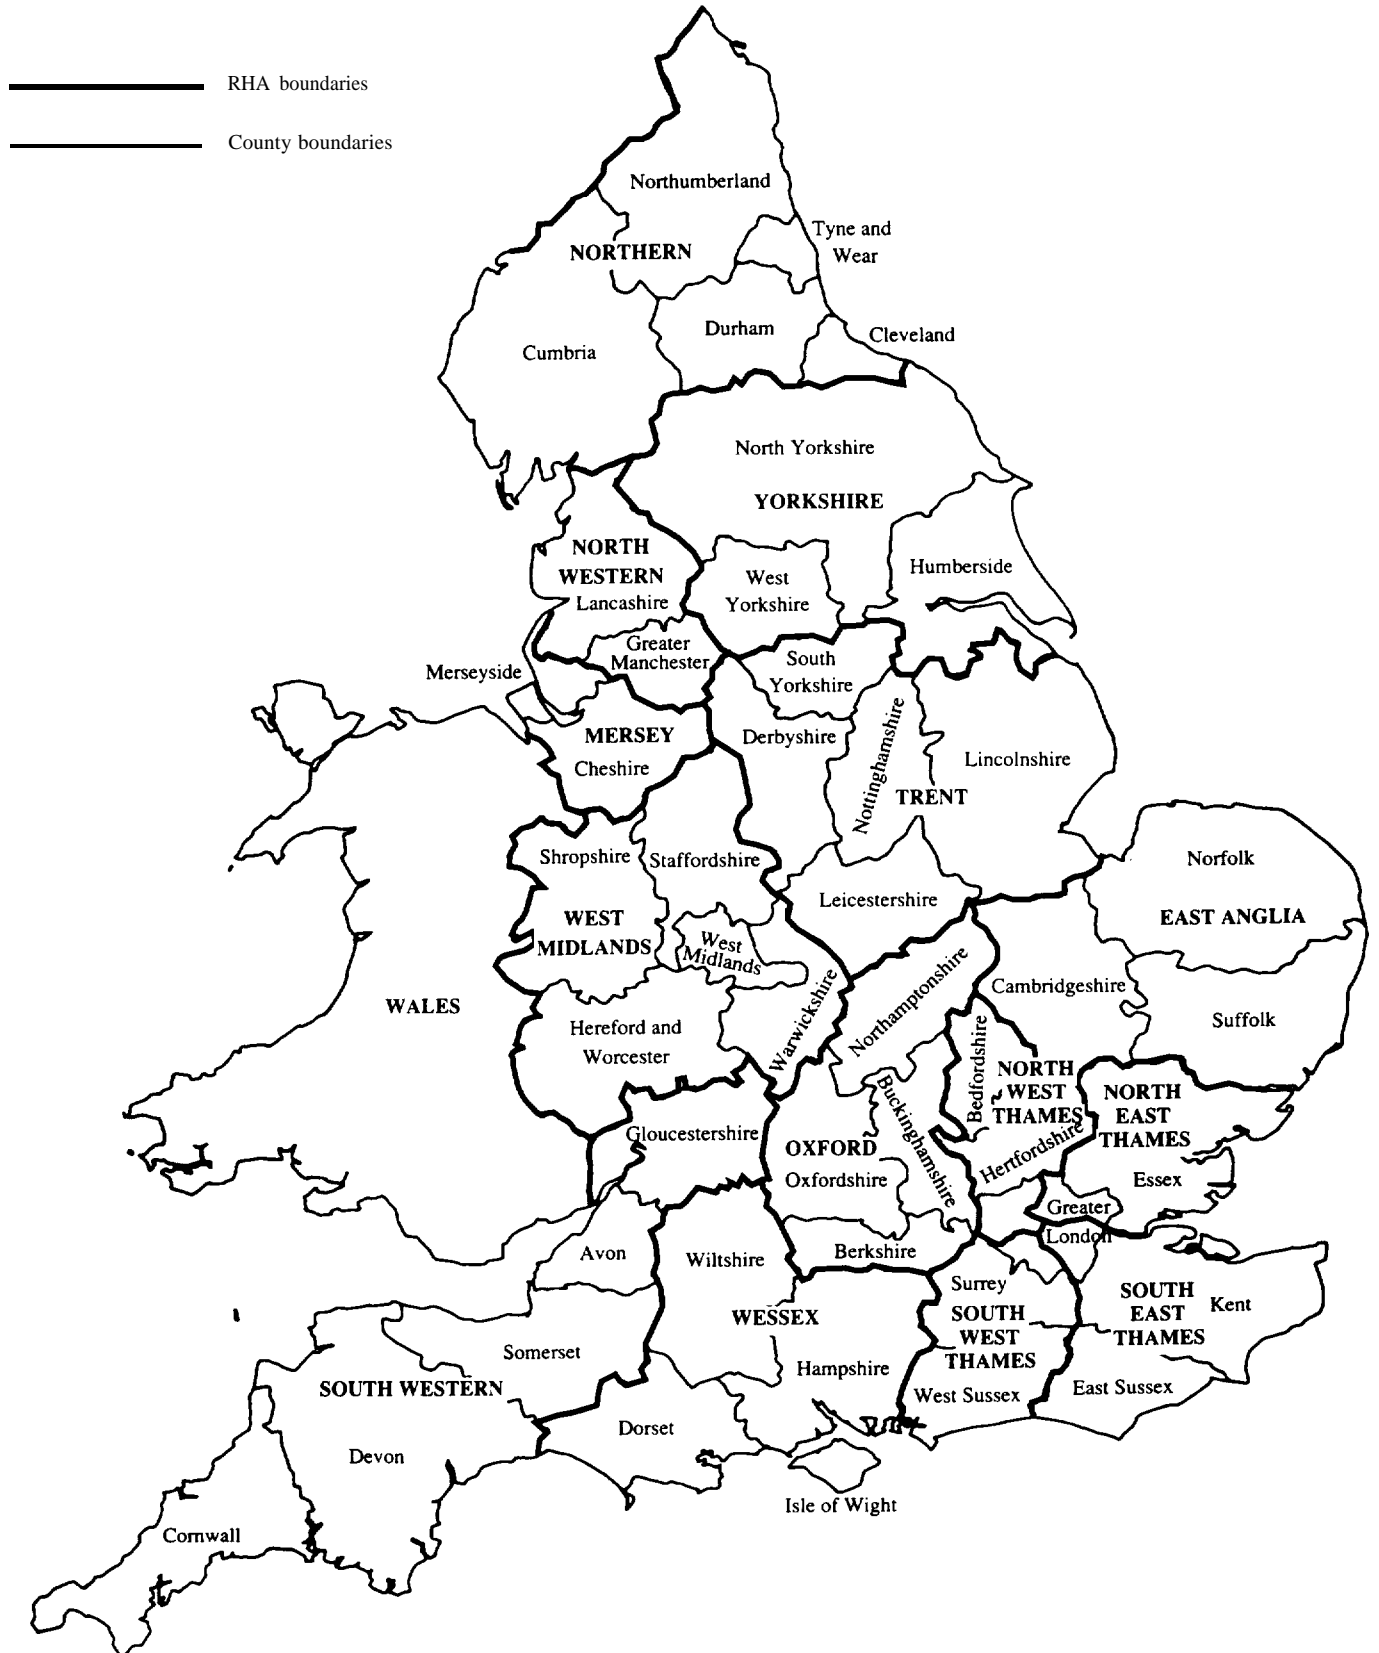 RHA boundaries
County boundaries
Northumberland
Tyne and
Wear
NORTHERN
Durham
Cleveland
Cumbria
North Yorkshire
YORKSHIRE
NORTH
WESTERN
Lancashire
West
Yorkshire
Humberside
Greater
Manchester
South
Yorkshire
Merseyside
MERSEY
Cheshire
Derbyshire
Nottinghamshire
Lincolnshire
TRENT
Shropshire
Staffordshire
Leicestershire
Norfolk
EAST ANGLIA
WEST
MIDLANDS
West
Midlands
Warwickshire
Northamptonshire
Cambridgeshire
Suffolk
WALES
Hereford and
Worcester
Bedfordshire
NORTH
WEST
THAMES
NORTH
EAST
THAMES
Buckinghamshire
Hertfordshire
Gloucestershire
OXFORD
Oxfordshire
Essex
Greater
London
Avon
Wiltshire
Berkshire
Surrey
SOUTH
WEST
THAMES
SOUTH
EAST
THAMES
Kent
WESSEX
Somerset
Hampshire
SOUTH WESTERN
West Sussex
East Sussex
Dorset
Devon
Isle of Wight
Cornwall